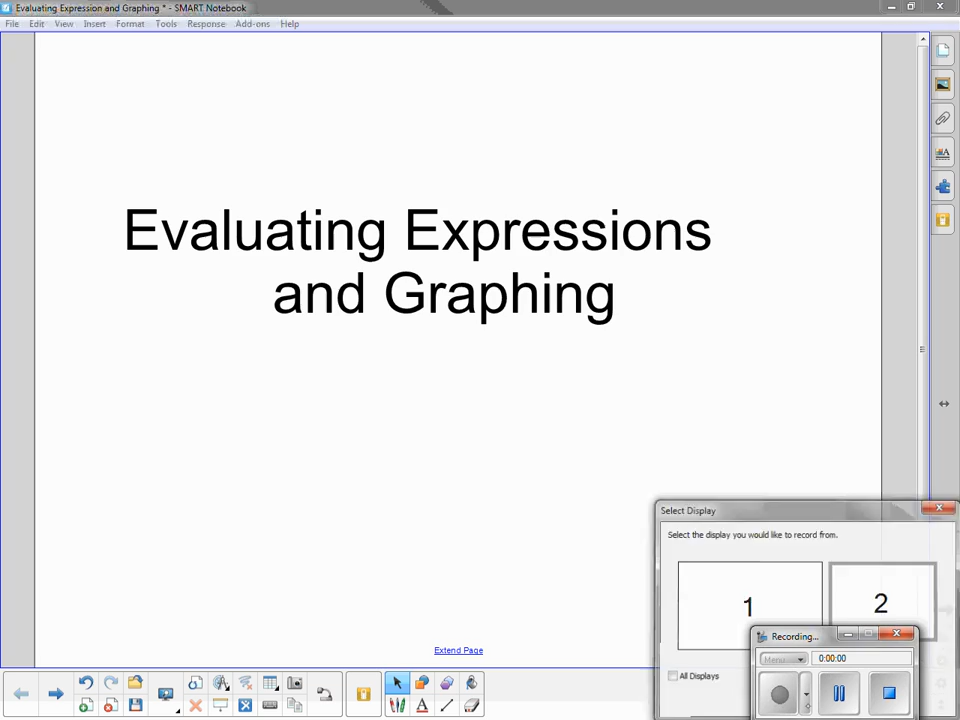 Evaluating Expression and Graphing * - SMART Notebook
File Edit View Insert Format Tools Response Add-ons Help
Evaluating Expressions
and Graphing
Select Display
Select the display you would like to record from.
1
2
Recording...
Menu
0:00:00
All Displays
Extend Page